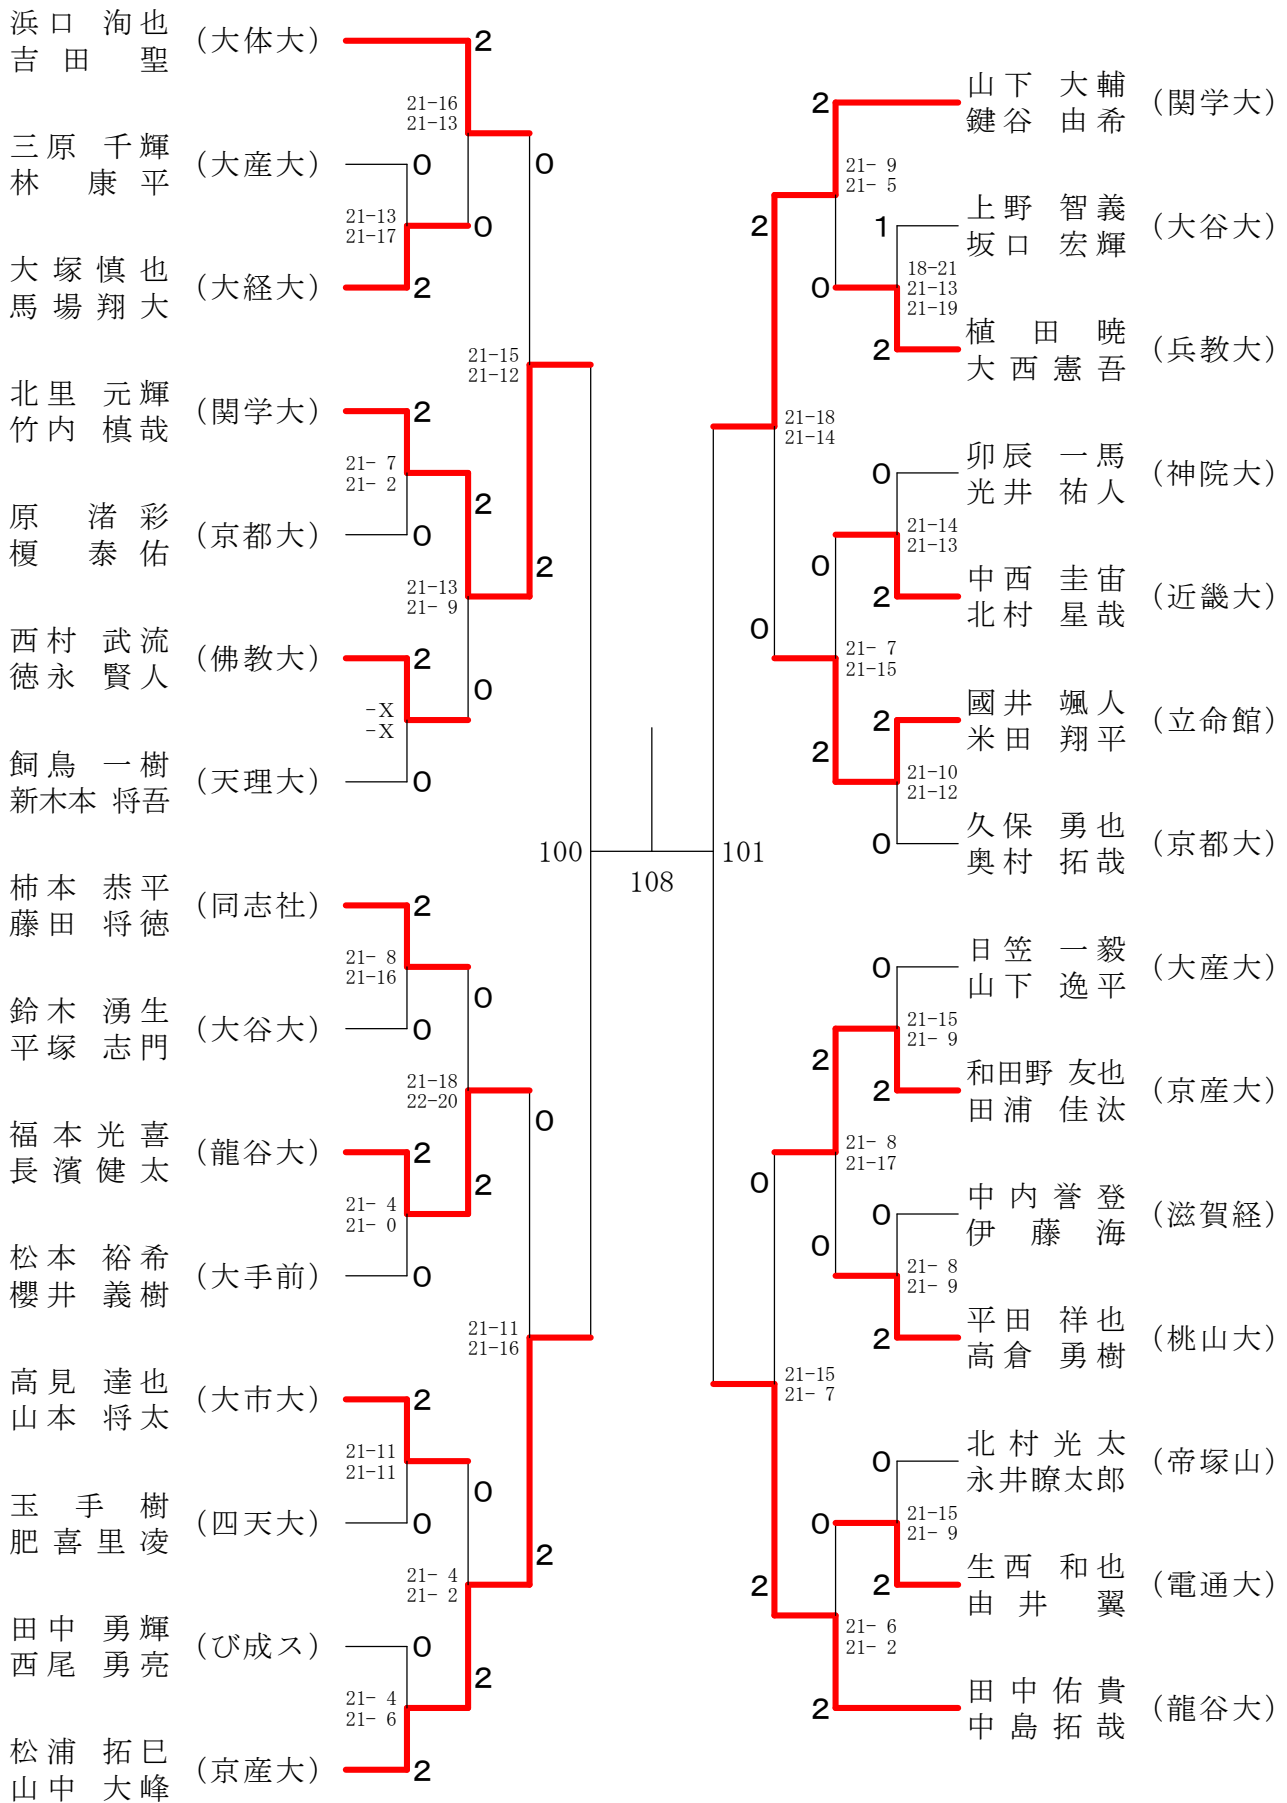 浜口 洵也
吉田 聖
(大体大)
2
21-16
21-13
三原 千輝
林 康平
(大産大)
0
0
21-13
21-17
0
大塚慎也
馬場翔大
(大経大)
2
21-15
21-12
北里 元輝
竹内 槙哉
(関学大)
2
21- 7
21- 2
2
原 渚彩
榎 泰佑
(京都大)
0
2
21-13
21- 9
西村 武流
徳永 賢人
(佛教大)
2
0
-X
-X
飼鳥 一樹
新木本 将吾
(天理大)
0
100
108
101
柿本 恭平
藤田 将徳
(同志社)
2
21- 8
21-16
0
鈴木 湧生
平塚 志門
(大谷大)
0
21-18
22-20
0
福本光喜
長濱健太
(龍谷大)
2
2
21- 4
21- 0
松本 裕希
櫻井 義樹
(大手前)
0
21-11
21-16
高見 達也
山本 将太
(大市大)
2
21-11
21-11
0
玉手樹
肥喜里凌
(四天大)
0
2
21- 4
21- 2
田中 勇輝
西尾 勇亮
(び成ス)
0
2
21- 4
21- 6
松浦 拓巳
山中 大峰
(京産大)
2
2
山下 大輔
鍵谷 由希
(関学大)
21- 9
21- 5
2
1
上野 智義
坂口 宏輝
(大谷大)
0
18-21
21-13
21-19
2
植田 暁
大西憲吾
(兵教大)
21-18
21-14
0
卯辰 一馬
光井 祐人
(神院大)
21-14
21-13
0
2
中西 圭宙
北村 星哉
(近畿大)
0
21- 7
21-15
2
國井 颯人
米田 翔平
(立命館)
2
21-10
21-12
0
久保 勇也
奥村 拓哉
(京都大)
0
日笠 一毅
山下 逸平
(大産大)
21-15
21- 9
2
2
和田野 友也
田浦 佳汰
(京産大)
21- 8
21-17
0
0
中内誉登
伊藤海
(滋賀経)
0
21- 8
21- 9
2
平田 祥也
高倉 勇樹
(桃山大)
21-15
21- 7
0
北村光太
永井瞭太郎
(帝塚山)
21-15
21- 9
0
2
2
生西 和也
由井 翼
(電通大)
21- 6
21- 2
2
田中佑貴
中島拓哉
(龍谷大)